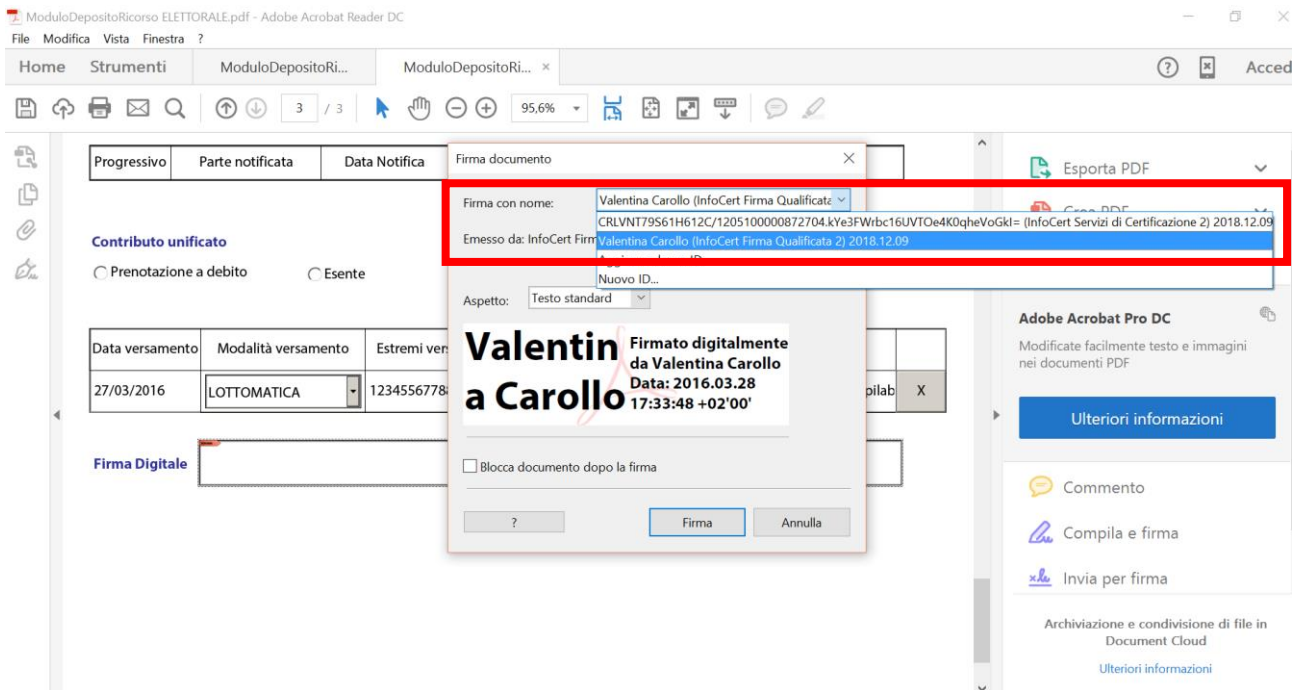 ModuloDepositoRicorso ELETTORALE.pdf - Adobe Acrobat Reader DC
File Modifica Vista Finestra ?
Home Strumenti ModuloDepositoRi... ModuloDepositoRi... × Acced
3 / 3 95,6%
Progressivo Parte notificata Data Notifica
Contributo unificato
Prenotazione a debito Esente
Data versamento Modalità versamento Estremi ver
27/03/2016 LOTTOMATICA 1234556778 pilab X
Firma Digitale
Firma documento
Firma con nome: Valentina Carollo (InfoCert Firma Qualificata
CRLVNT79S61H612C/1205100000872704.kYe3FWrbc16UVTOe4K0qheVoGkI= (InfoCert Servizi di Certificazione 2) 2018.12.09
Emesso da: InfoCert Firm Valentina Carollo (InfoCert Firma Qualificata 2) 2018.12.09
Nuovo ID...
Aspetto: Testo standard
Valentin
a Carollo
Firmato digitalmente
da Valentina Carollo
Data: 2016.03.28
17:33:48 +02'00'
Blocca documento dopo la firma
? Firma Annulla
Esporta PDF
Crea PDF
Adobe Acrobat Pro DC
Modificate facilmente testo e immagini
nei documenti PDF
Ulteriori informazioni
Commento
Compila e firma
Invia per firma
Archiviazione e condivisione di file in
Document Cloud
Ulteriori informazioni